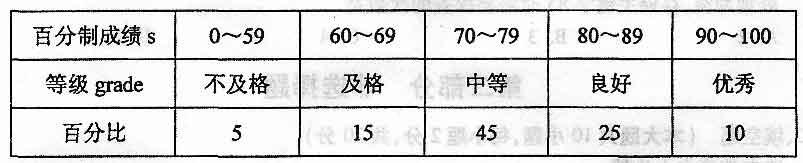 百分制成绩 s 0～59 60～69 70～79 80～89 90～100
等级 grade 不及格 及格 中等 良好 优秀
百分比 5 15 45 25 10